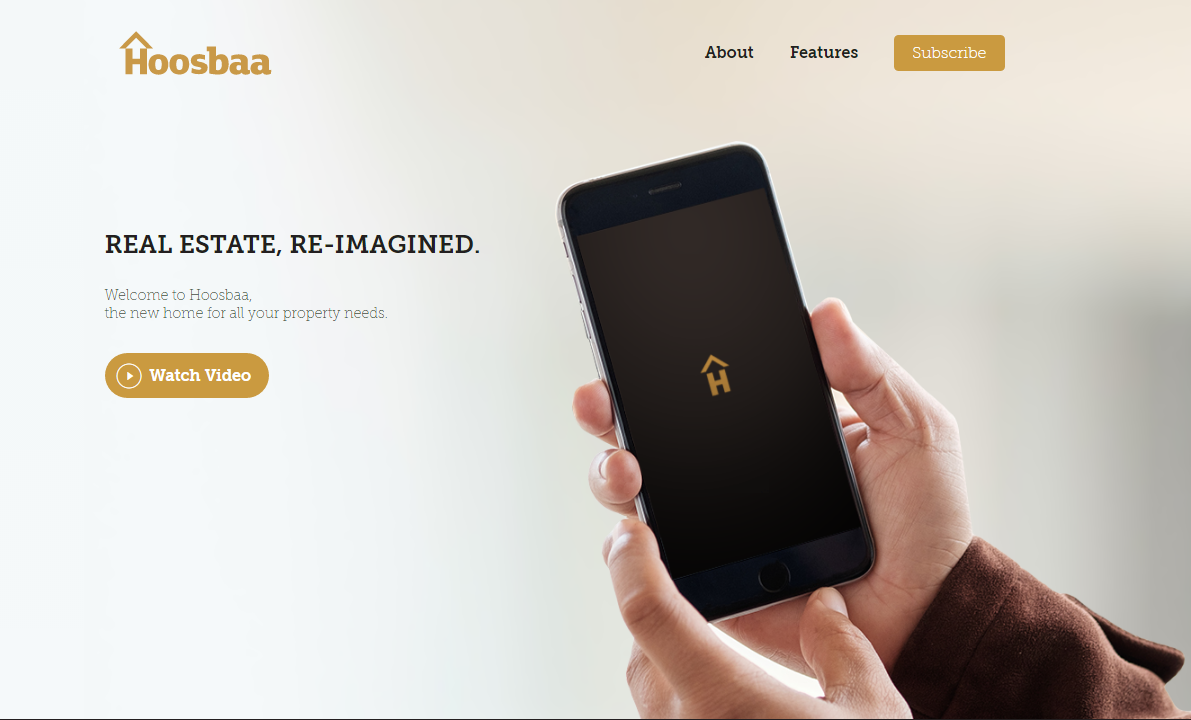 Hoosbaa
About
Features
Subscribe
REAL ESTATE, RE-IMAGINED.
Welcome to Hoosbaa,
the new home for all your property needs.
Watch Video
H